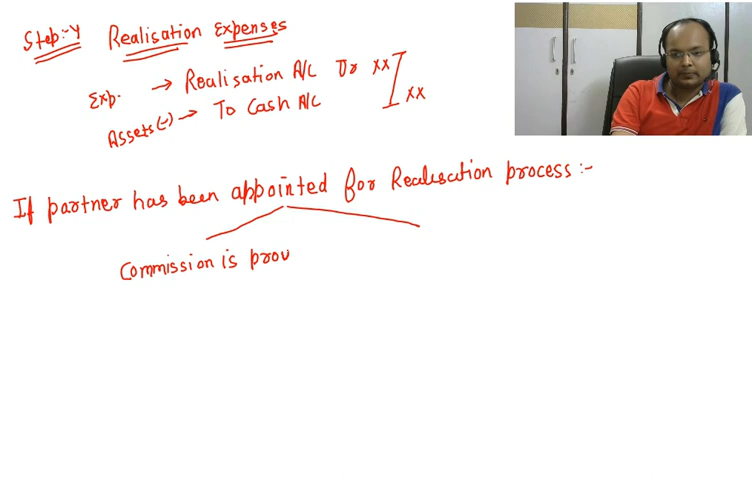 Step:-4 Realisation Expenses
Exp. → Realisation A/c Dr xx
Assets(-) → To Cash A/c xx
If partner has been appointed for Realisation process :-
Commission is prov